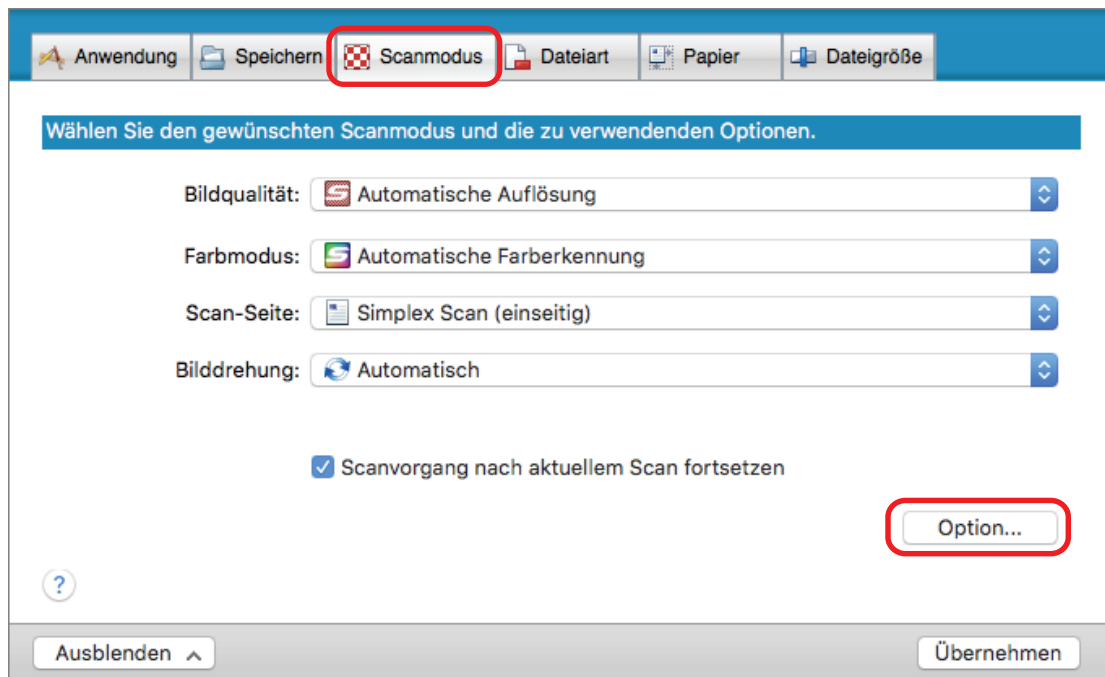 Anwendung Speichern Scanmodus Dateiart Papier Dateigröße
Wählen Sie den gewünschten Scanmodus und die zu verwendenden Optionen.
Bildqualität: Automatische Auflösung
Farbmodus: Automatische Farberkennung
Scan-Seite: Simplex Scan (einseitig)
Bilddrehung: Automatisch
Scanvorgang nach aktuellem Scan fortsetzen
Option...
?
Ausblenden Übernehmen